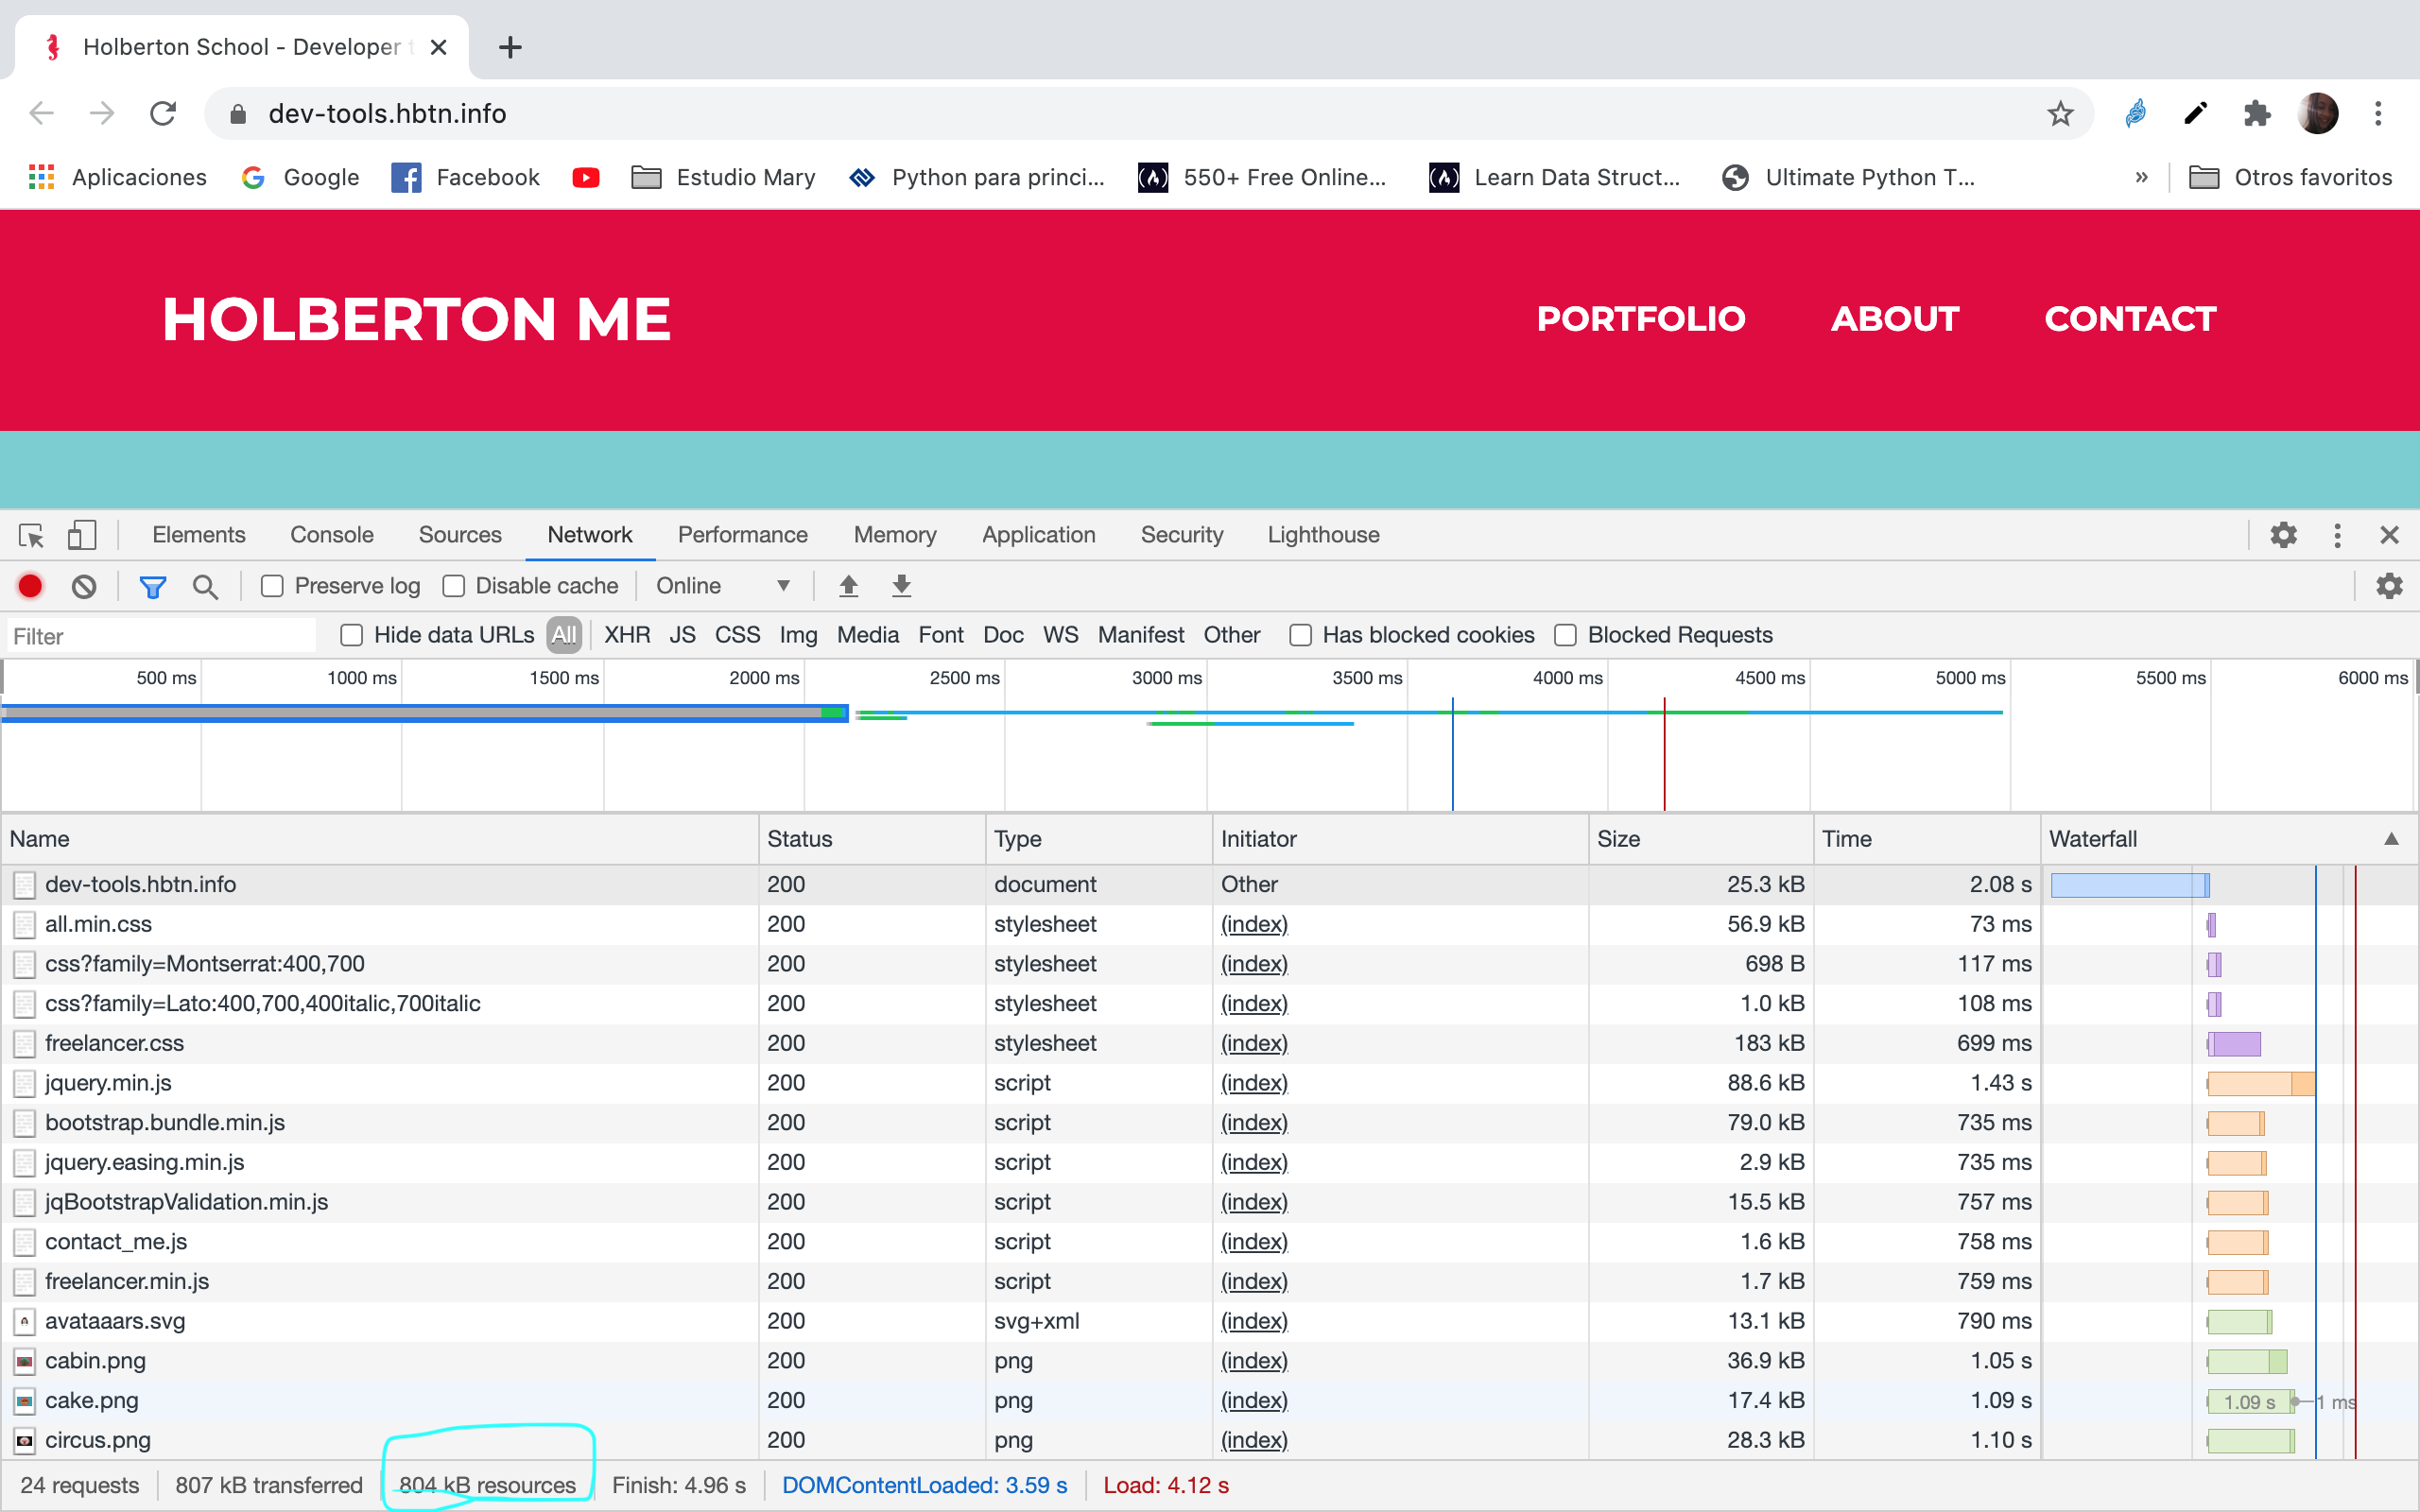 Holberton School - Developer t
dev-tools.hbtn.info
Aplicaciones Google Facebook Estudio Mary Python para princi... 550+ Free Online... Learn Data Struct... Ultimate Python T... » Otros favoritos
HOLBERTON ME PORTFOLIO ABOUT CONTACT
Elements Console Sources Network Performance Memory Application Security Lighthouse
Preserve log Disable cache Online
Filter Hide data URLs All XHR JS CSS Img Media Font Doc WS Manifest Other Has blocked cookies Blocked Requests
500 ms 1000 ms 1500 ms 2000 ms 2500 ms 3000 ms 3500 ms 4000 ms 4500 ms 5000 ms 5500 ms 6000 ms
Name Status Type Initiator Size Time Waterfall
dev-tools.hbtn.info 200 document Other 25.3 kB 2.08 s
all.min.css 200 stylesheet (index) 56.9 kB 73 ms
css?family=Montserrat:400,700 200 stylesheet (index) 698 B 117 ms
css?family=Lato:400,700,400italic,700italic 200 stylesheet (index) 1.0 kB 108 ms
freelancer.css 200 stylesheet (index) 183 kB 699 ms
jquery.min.js 200 script (index) 88.6 kB 1.43 s
bootstrap.bundle.min.js 200 script (index) 79.0 kB 735 ms
jquery.easing.min.js 200 script (index) 2.9 kB 735 ms
jqBootstrapValidation.min.js 200 script (index) 15.5 kB 757 ms
contact_me.js 200 script (index) 1.6 kB 758 ms
freelancer.min.js 200 script (index) 1.7 kB 759 ms
avataaars.svg 200 svg+xml (index) 13.1 kB 790 ms
cabin.png 200 png (index) 36.9 kB 1.05 s
cake.png 200 png (index) 17.4 kB 1.09 s 1.09 s 1 ms
circus.png 200 png (index) 28.3 kB 1.10 s
24 requests 807 kB transferred 804 kB resources Finish: 4.96 s DOMContentLoaded: 3.59 s Load: 4.12 s